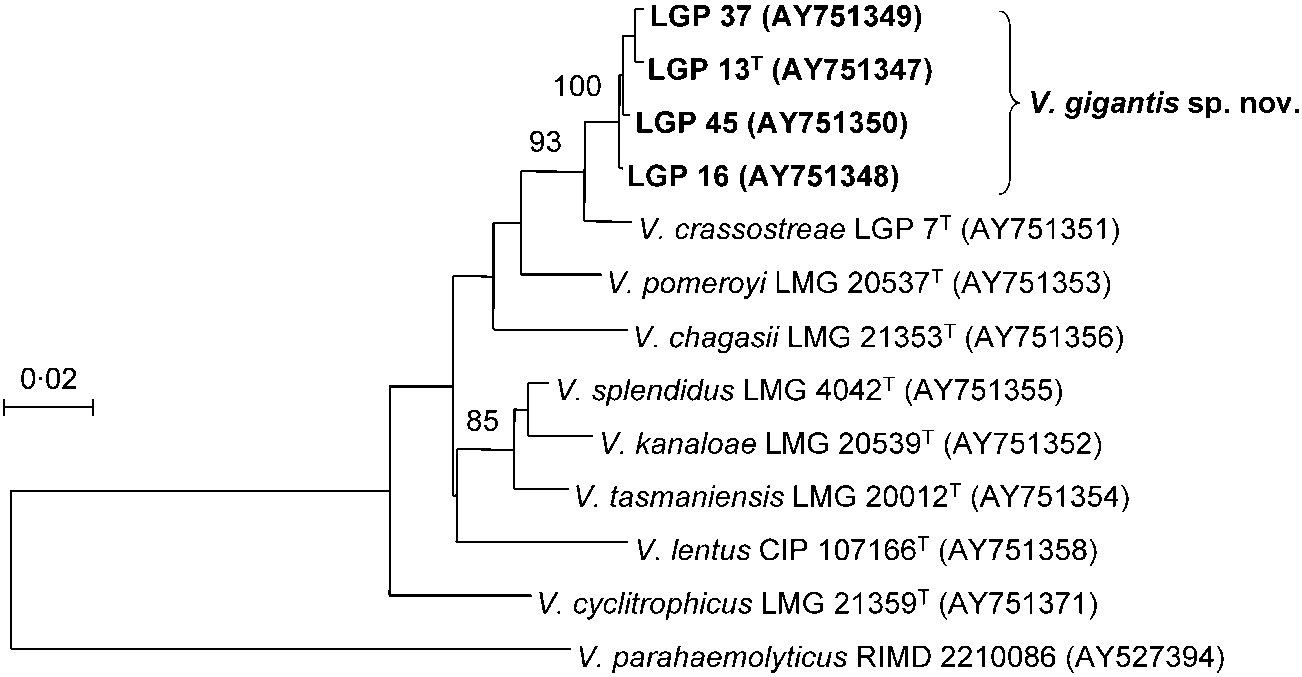 LGP 37 (AY751349)
LGP 13ᵀ (AY751347)
100
LGP 45 (AY751350)
V. gigantis sp. nov.
93
LGP 16 (AY751348)
V. crassostreae LGP 7ᵀ (AY751351)
V. pomeroyi LMG 20537ᵀ (AY751353)
V. chagasii LMG 21353ᵀ (AY751356)
0·02
V. splendidus LMG 4042ᵀ (AY751355)
85
V. kanaloae LMG 20539ᵀ (AY751352)
V. tasmaniensis LMG 20012ᵀ (AY751354)
V. lentus CIP 107166ᵀ (AY751358)
V. cyclitrophicus LMG 21359ᵀ (AY751371)
V. parahaemolyticus RIMD 2210086 (AY527394)